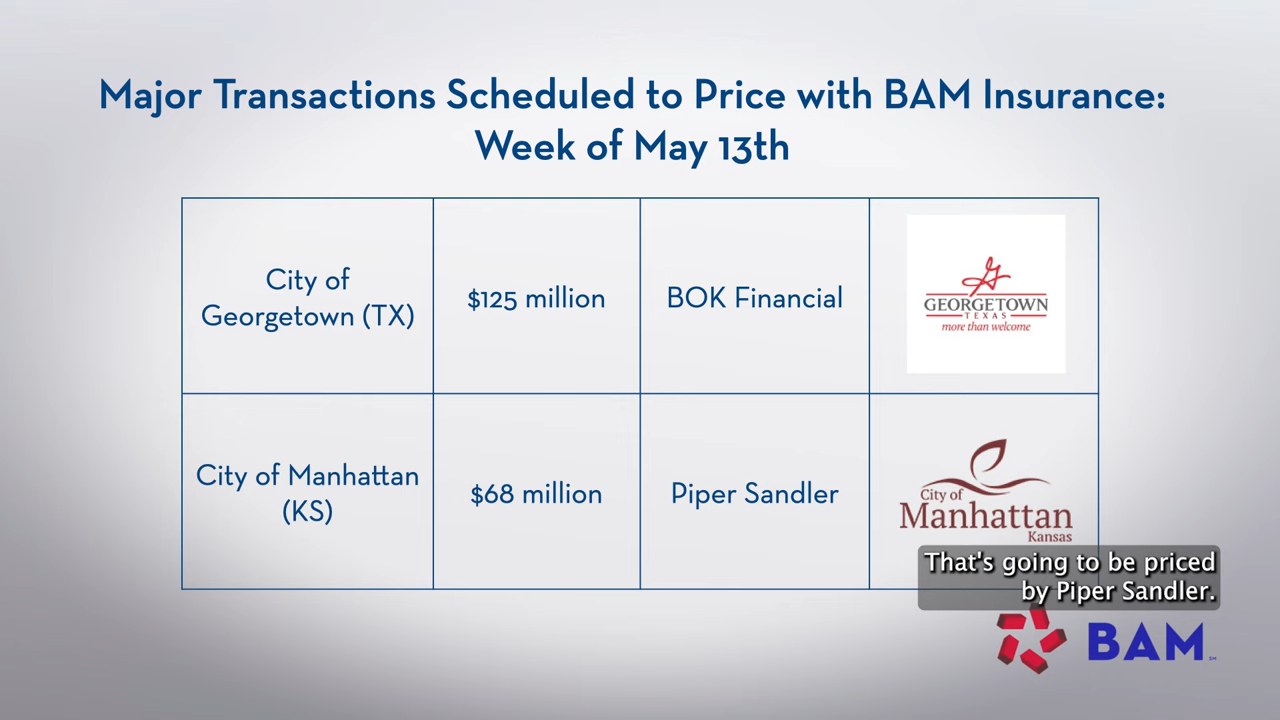 Major Transactions Scheduled to Price with BAM Insurance:
Week of May 13th
City of
Georgetown (TX)
$125 million
BOK Financial
GEORGETOWN
TEXAS
more than welcome
City of Manhattan
(KS)
$68 million
Piper Sandler
City of
Manhattan
Kansas
That's going to be priced
by Piper Sandler.
BAM℠